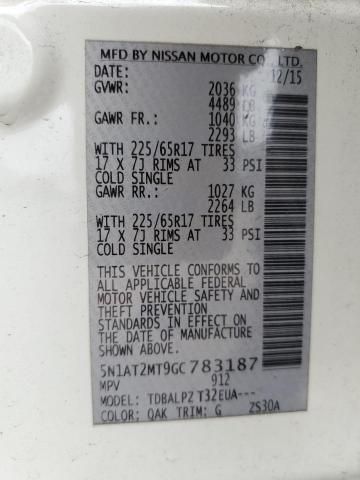 MFD BY NISSAN MOTOR CO., LTD.
DATE: 12/15
GVWR: 2036 KG
4489 LB
GAWR FR: 1040 KG
2293 LB
WITH 225/65R17 TIRES
17 X 7J RIMS AT 33 PSI
COLD SINGLE
GAWR RR: 1027 KG
2264 LB
WITH 225/65R17 TIRES
17 X 7J RIMS AT 33 PSI
COLD SINGLE
THIS VEHICLE CONFORMS TO
ALL APPLICABLE FEDERAL
MOTOR VEHICLE SAFETY AND
THEFT PREVENTION
STANDARDS IN EFFECT ON
THE DATE OF MANUFACTURE
SHOWN ABOVE.
5N1AT2MT9GC783187
MPV 912
MODEL: TDBALPZ T32EUA---
COLOR: QAK TRIM: G ZS30A